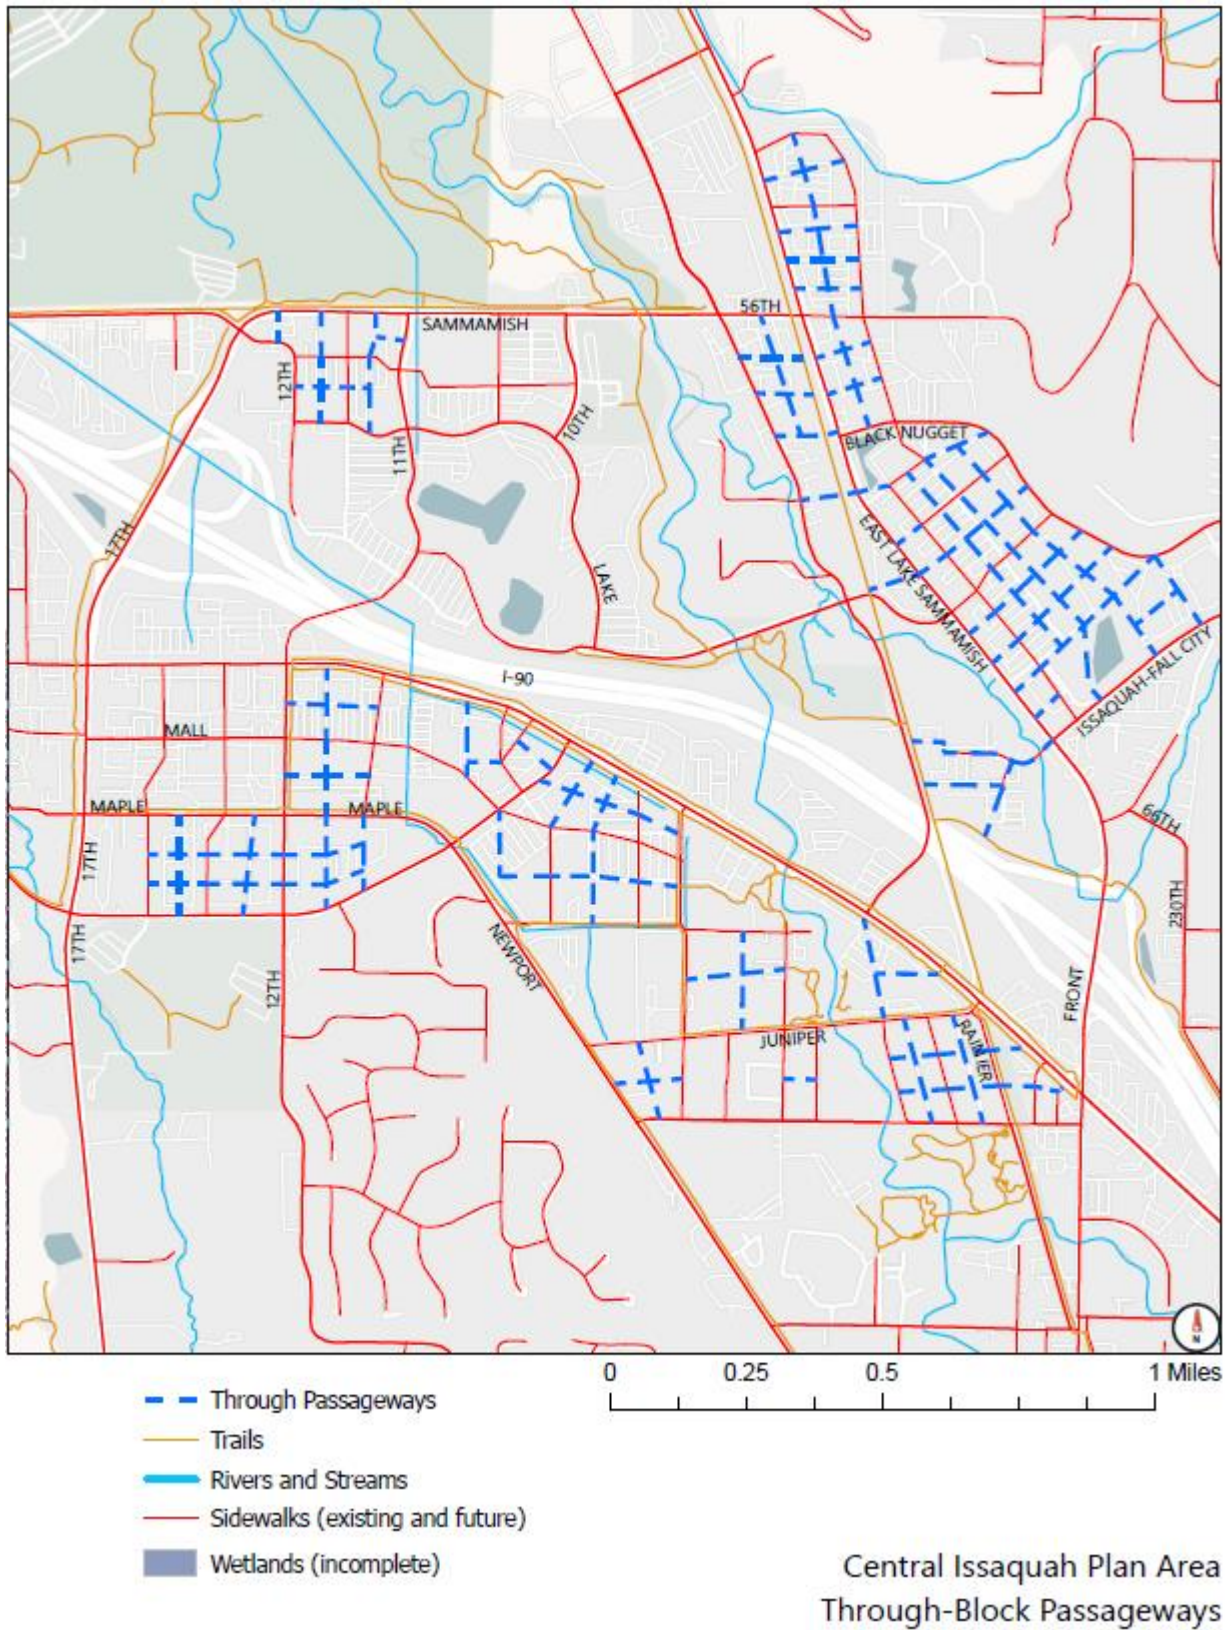 56TH
SAMMAMISH
12TH
10TH
11TH
BLACK NUGGET
17TH
EAST LAKE SAMMAMISH
LAKE
I-90
ISSAQUAH-FALL CITY
MALL
MAPLE
MAPLE
66TH
17TH
230TH
17TH
NEWPORT
12TH
FRONT
JUNIPER
RAINIER
N
0 0.25 0.5 1 Miles
Through Passageways
Trails
Rivers and Streams
Sidewalks (existing and future)
Wetlands (incomplete)
Central Issaquah Plan Area
Through-Block Passageways